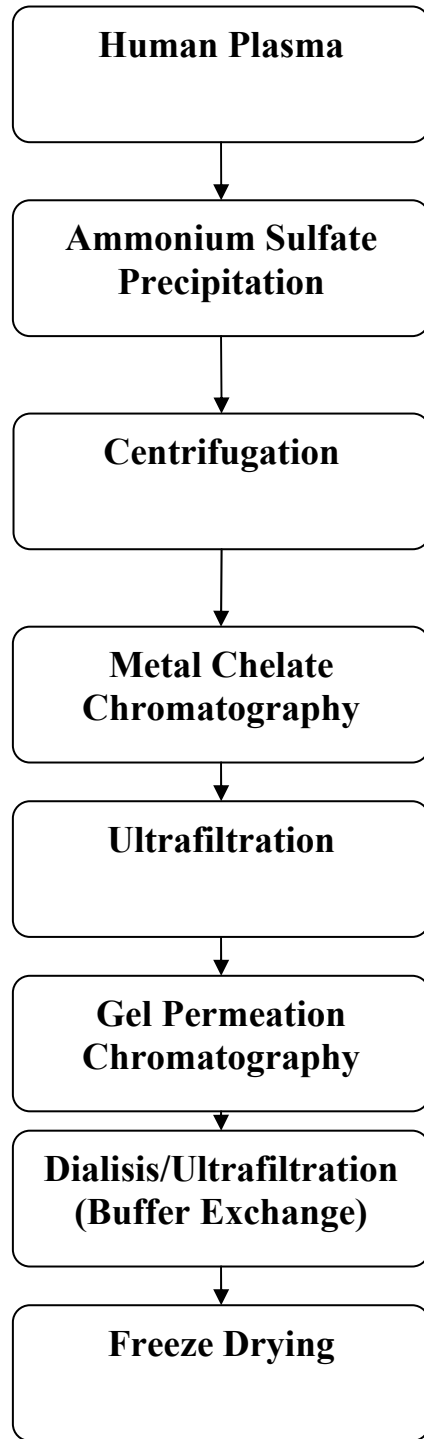 Human Plasma
Ammonium Sulfate
Precipitation
Centrifugation
Metal Chelate
Chromatography
Ultrafiltration
Gel Permeation
Chromatography
Dialisis/Ultrafiltration
(Buffer Exchange)
Freeze Drying